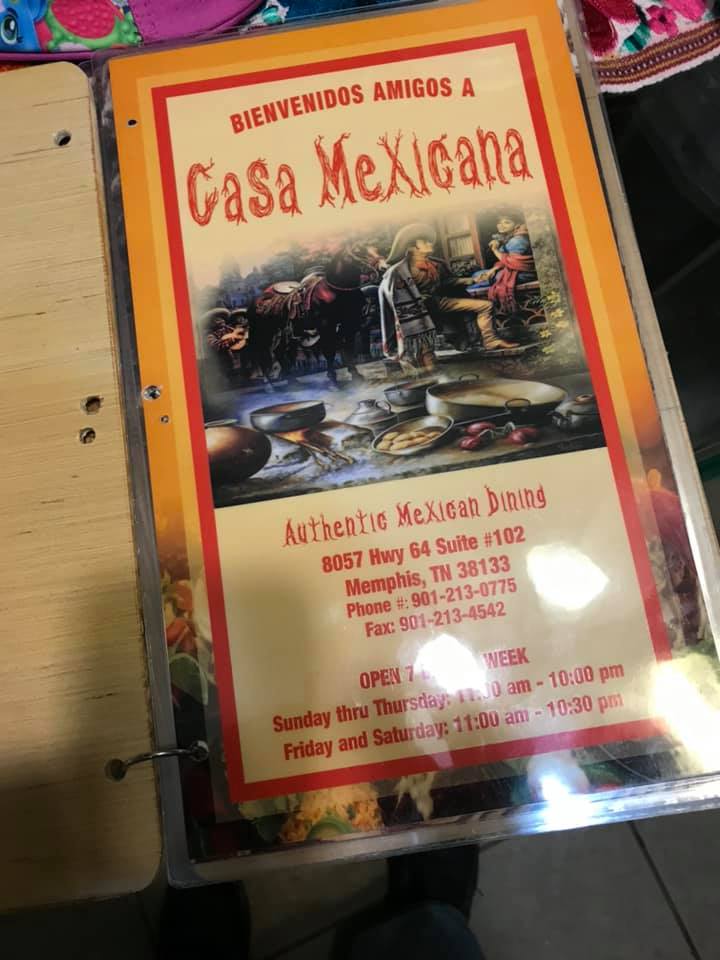 BIENVENIDOS AMIGOS A
Casa Mexicana
Authentic Mexican Dining
8057 Hwy 64 Suite #102
Memphis, TN 38133
Phone #: 901-213-0775
Fax: 901-213-4542
OPEN 7 WEEK
Sunday thru Thursday: am - 10:00 pm
Friday and Saturday: 11:00 am - 10:30 pm